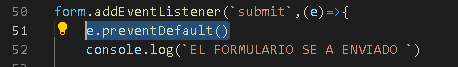 50 form.addEventListener(`submit`,(e)=>{
51 e.preventDefault()
52 console.log(`EL FORMULARIO SE A ENVIADO `)